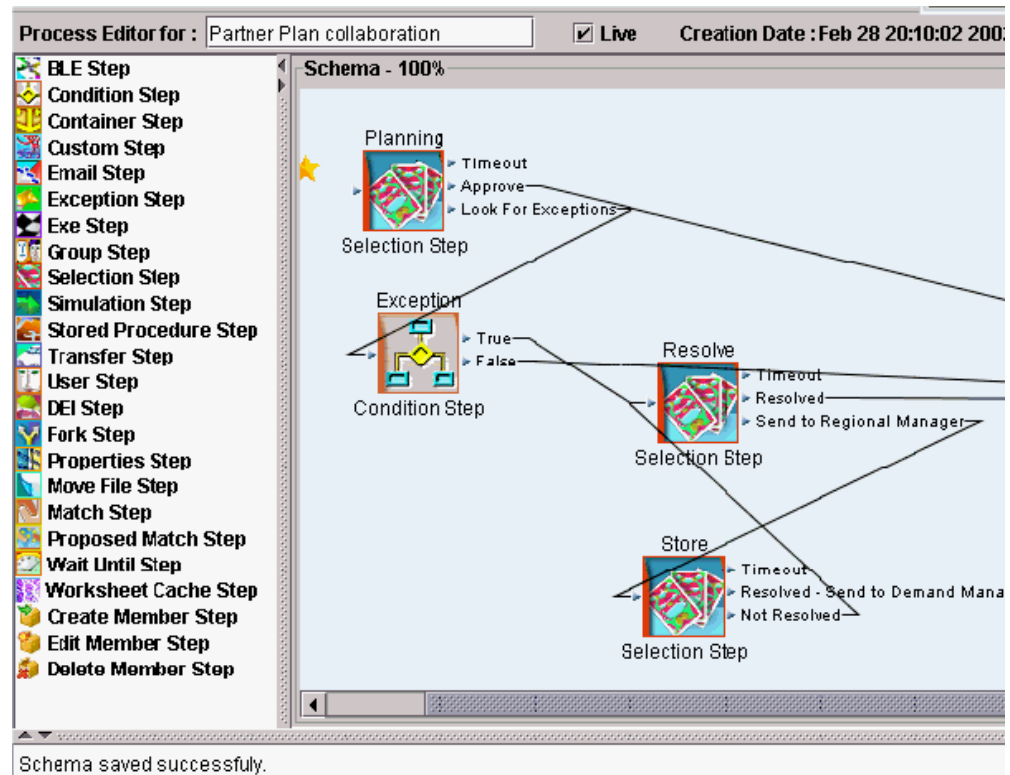 Process Editor for : Partner Plan collaboration Live Creation Date : Feb 28 20:10:02 200
BLE Step
Condition Step
Container Step
Custom Step
Email Step
Exception Step
Exe Step
Group Step
Selection Step
Simulation Step
Stored Procedure Step
Transfer Step
User Step
DEI Step
Fork Step
Properties Step
Move File Step
Match Step
Proposed Match Step
Wait Until Step
Worksheet Cache Step
Create Member Step
Edit Member Step
Delete Member Step
Schema - 100%
Planning
Timeout
Approve
Look For Exceptions
Selection Step
Exception
True
False
Condition Step
Resolve
Timeout
Resolved
Send to Regional Manager
Selection Step
Store
Timeout
Resolved - Send to Demand Mana
Not Resolved
Selection Step
Schema saved successfuly.